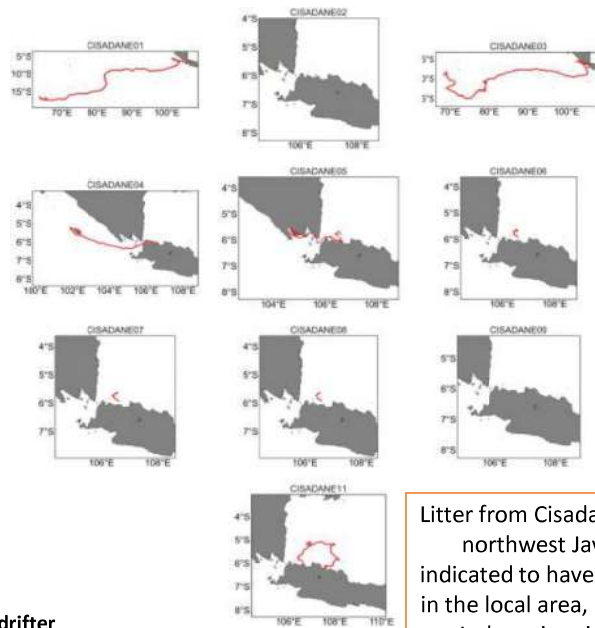 CISADANE01
5°S
10°S
15°S
70°E 80°E 90°E 100°E
CISADANE02
4°S
5°S
6°S
7°S
8°S
106°E 108°E
CISADANE03
70°E 80°E 90°E 100°E
CISADANE04
4°S
5°S
6°S
7°S
8°S
100°E 102°E 104°E 106°E 108°E
CISADANE05
4°S
5°S
6°S
7°S
8°S
104°E 106°E 108°E
CISADANE06
4°S
5°S
6°S
7°S
8°S
106°E 108°E
CISADANE07
4°S
5°S
6°S
7°S
106°E 108°E
CISADANE08
4°S
5°S
6°S
7°S
106°E 108°E
CISADANE09
4°S
5°S
6°S
7°S
8°S
106°E 108°E
CISADANE11
4°S
5°S
6°S
7°S
8°S
106°E 108°E 110°E
Litter from Cisada
northwest Jav
indicated to have
in the local area,
drifter